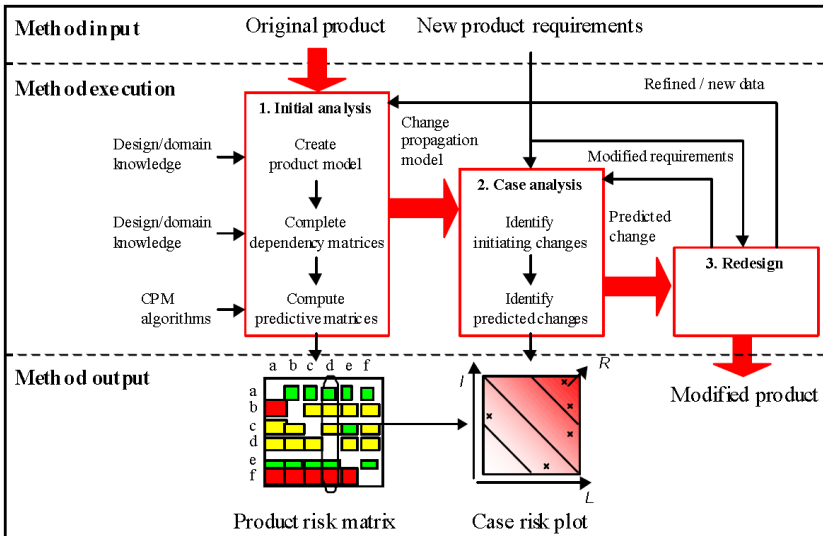 Method input
Original product
New product requirements
Method execution
Refined / new data
1. Initial analysis
Change
propagation
model
Design/domain
knowledge
Create
product model
Modified requirements
2. Case analysis
Design/domain
knowledge
Complete
dependency matrices
Identify
initiating changes
Predicted
change
3. Redesign
CPM
algorithms
Compute
predictive matrices
Identify
predicted changes
Method output
a b c d e f
a
b
c
d
e
f
I
R
L
Modified product
Product risk matrix
Case risk plot